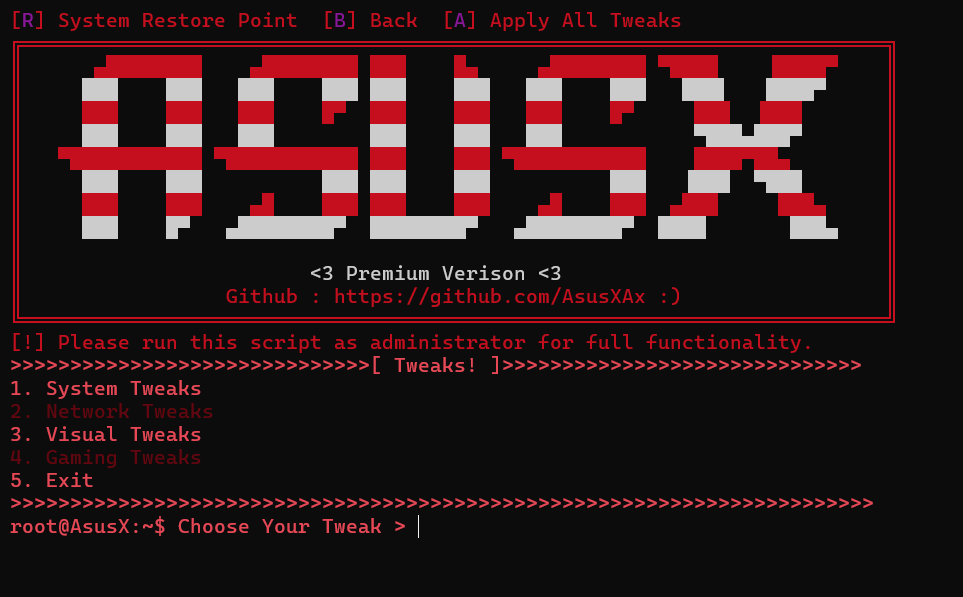 [R] System Restore Point  [B] Back  [A] Apply All Tweaks
ASUSX
<3 Premium Verison <3
Github : https://github.com/AsusXAx :)
[!] Please run this script as administrator for full functionality.
>>>>>>>>>>>>>>>>>>>>>>>>>>>>>>[ Tweaks! ]>>>>>>>>>>>>>>>>>>>>>>>>>>>>>>
1. System Tweaks
2. Network Tweaks
3. Visual Tweaks
4. Gaming Tweaks
5. Exit
>>>>>>>>>>>>>>>>>>>>>>>>>>>>>>>>>>>>>>>>>>>>>>>>>>>>>>>>>>>>>>>>>>>>>>>>
root@AsusX:~$ Choose Your Tweak >